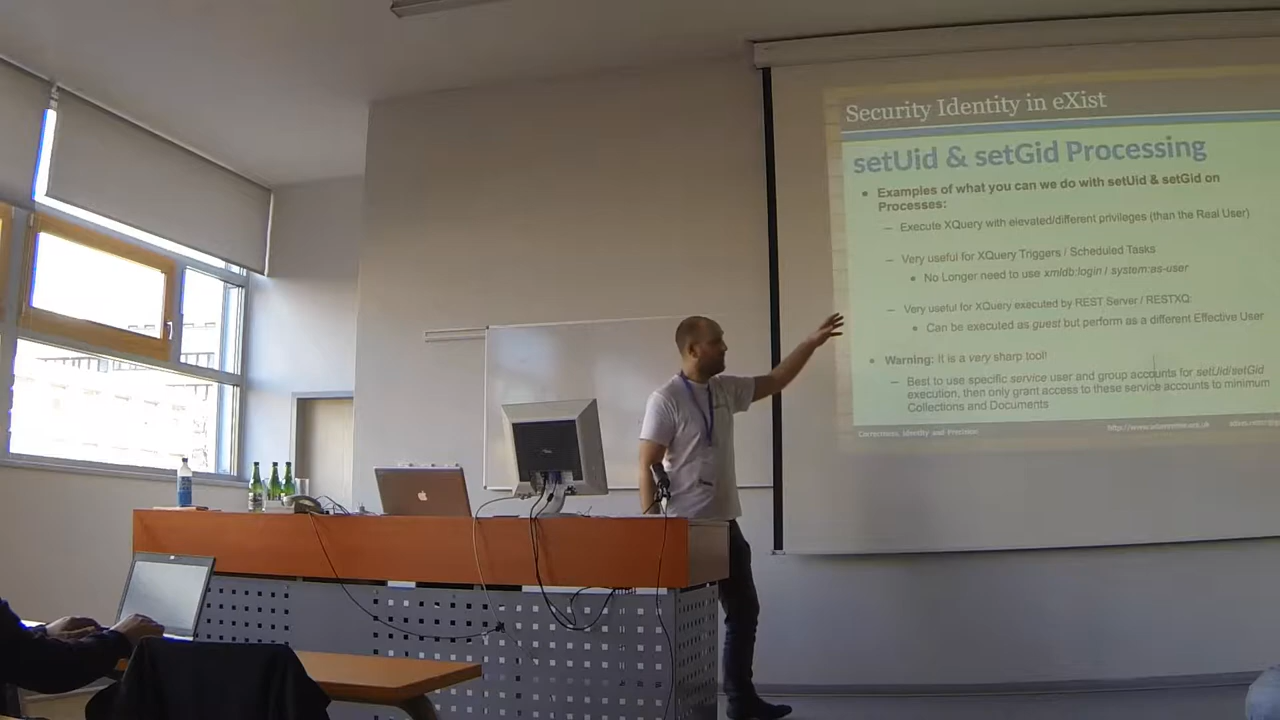 Security Identity in eXist
setUid & setGid Processing
• Examples of what you can we do with setUid & setGid on
Processes:
– Execute XQuery with elevated/different privileges (than the Real User)
– Very useful for XQuery Triggers / Scheduled Tasks
• No Longer need to use xmldb:login / system:as-user
– Very useful for XQuery executed by REST Server / RESTXQ:
• Can be executed as guest but perform as a different Effective User
• Warning: It is a very sharp tool!
– Best to use specific service user and group accounts for setUid/setGid
execution, then only grant access to these service accounts to minimum
Collections and Documents
Corrections, Identity and Precision